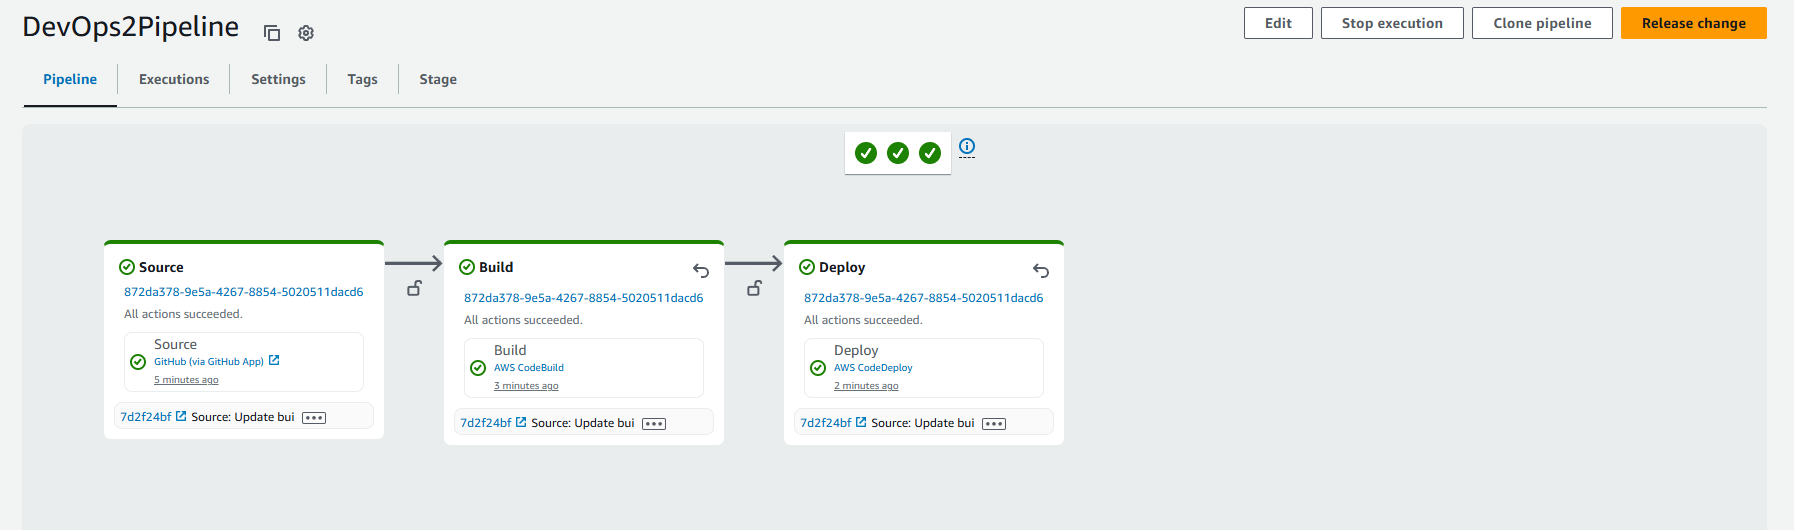 DevOps2Pipeline
Edit
Stop execution
Clone pipeline
Release change
Pipeline
Executions
Settings
Tags
Stage
Source
872da378-9e5a-4267-8854-5020511dacd6
All actions succeeded.
Source
GitHub (via GitHub App)
5 minutes ago
7d2f24bf Source: Update bui
Build
872da378-9e5a-4267-8854-5020511dacd6
All actions succeeded.
Build
AWS CodeBuild
3 minutes ago
7d2f24bf Source: Update bui
Deploy
872da378-9e5a-4267-8854-5020511dacd6
All actions succeeded.
Deploy
AWS CodeDeploy
2 minutes ago
7d2f24bf Source: Update bui